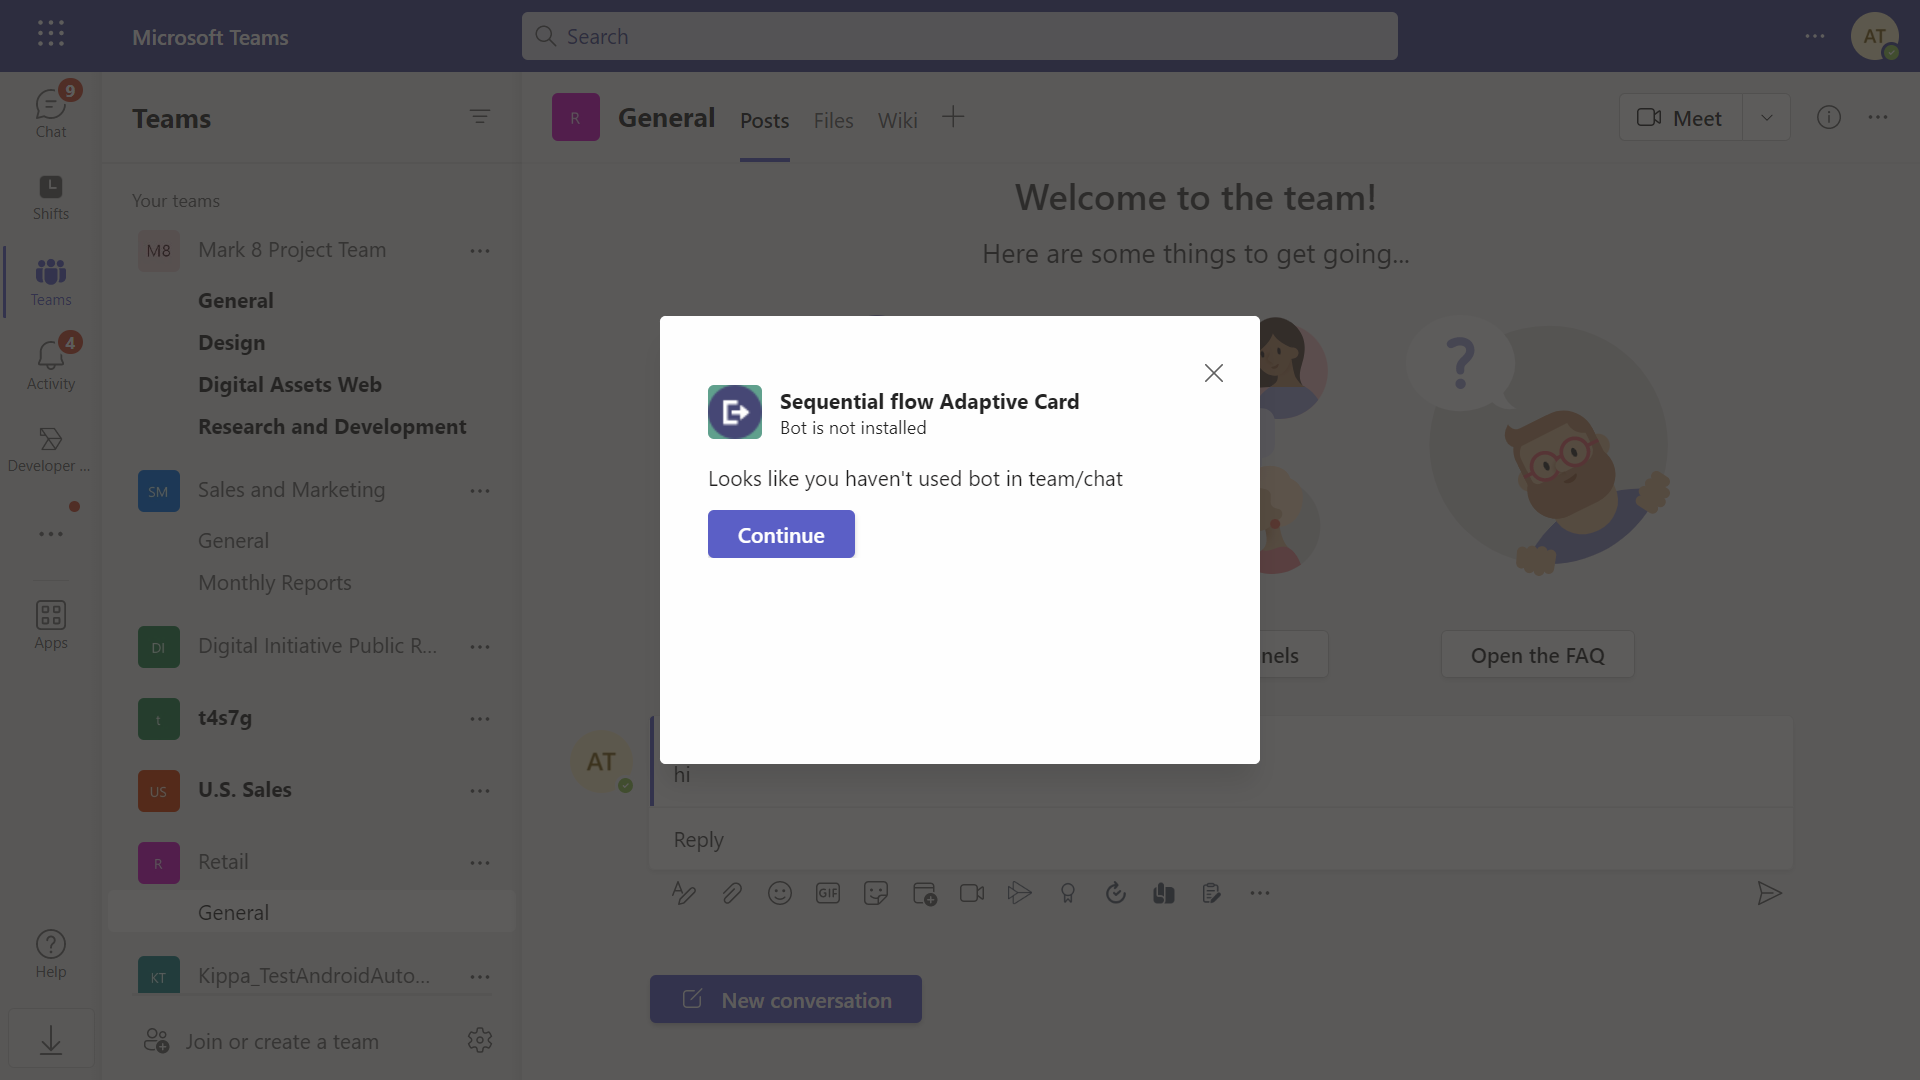 Microsoft Teams
Search
...
AT
9
Chat
Shifts
Teams
4
Activity
Developer ...
...
Apps
Help
Teams
Your teams
M8 Mark 8 Project Team ...
General
Design
Digital Assets Web
Research and Development
SM Sales and Marketing ...
General
Monthly Reports
DI Digital Initiative Public R... ...
t t4s7g ...
US U.S. Sales ...
R Retail ...
General
KT Kippa_TestAndroidAuto... ...
Join or create a team
R General Posts Files Wiki
Meet
Welcome to the team!
Here are some things to get going...
?
Sequential flow Adaptive Card
Bot is not installed
Looks like you haven't used bot in team/chat
Continue
nels
Open the FAQ
AT
hi
Reply
GIF
New conversation